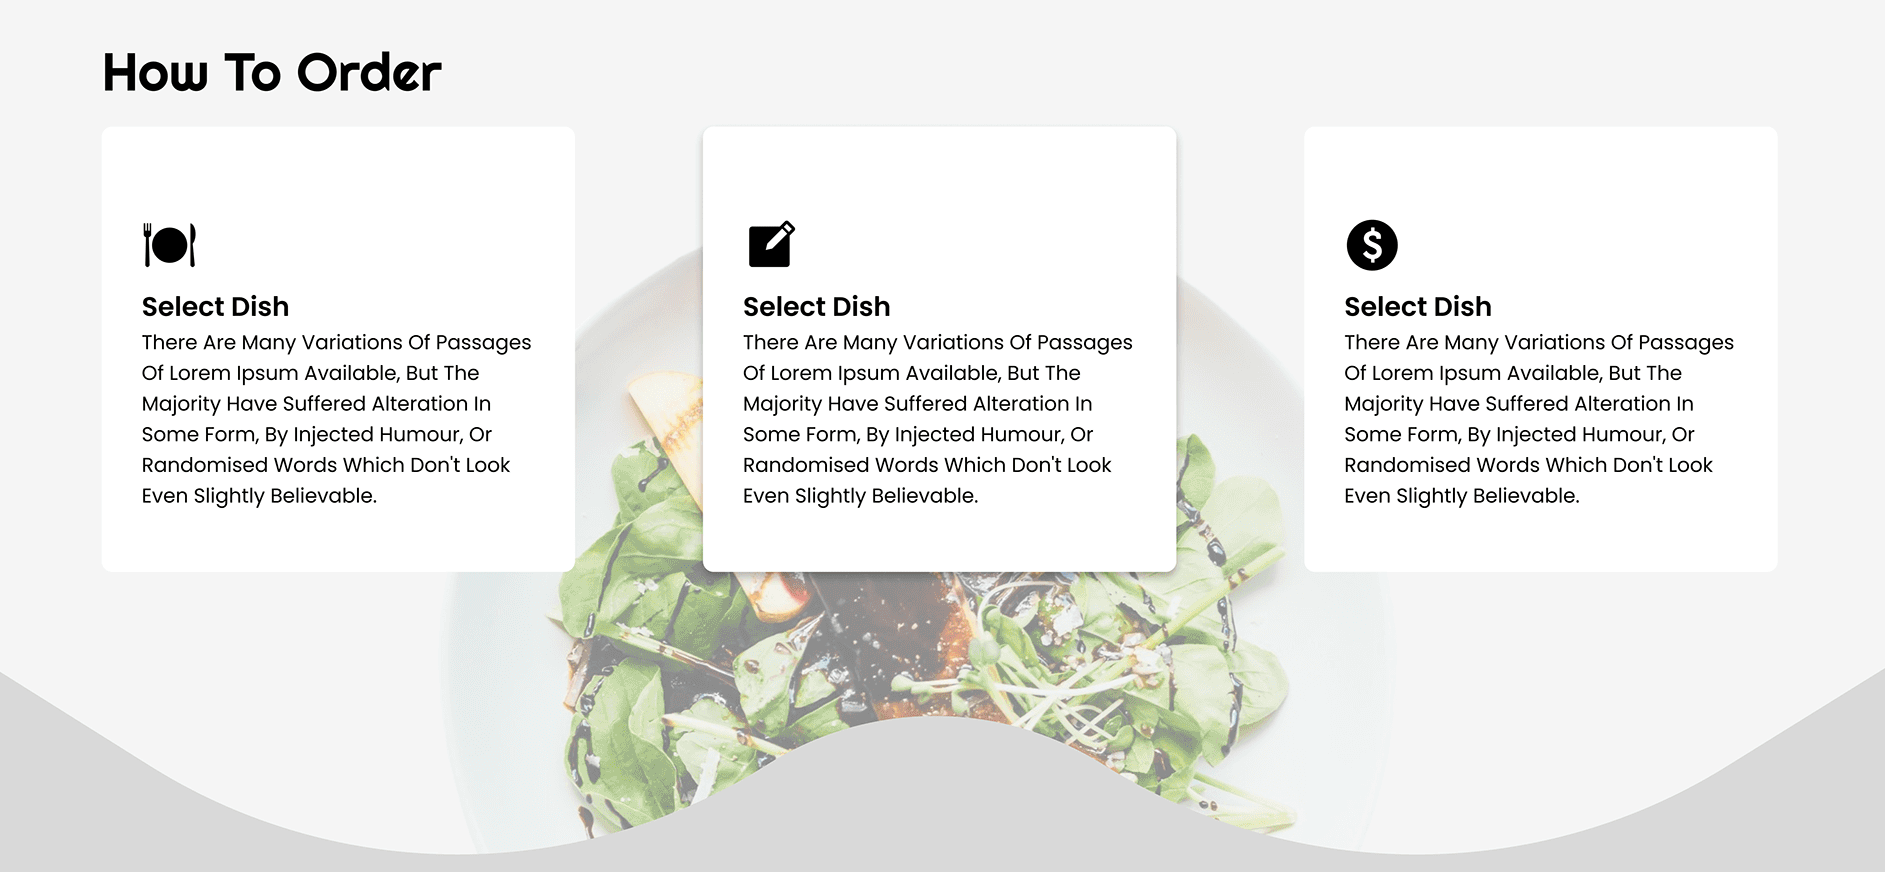 How To Order
Select Dish
There Are Many Variations Of Passages
Of Lorem Ipsum Available, But The
Majority Have Suffered Alteration In
Some Form, By Injected Humour, Or
Randomised Words Which Don't Look
Even Slightly Believable.
Select Dish
There Are Many Variations Of Passages
Of Lorem Ipsum Available, But The
Majority Have Suffered Alteration In
Some Form, By Injected Humour, Or
Randomised Words Which Don't Look
Even Slightly Believable.
$
Select Dish
There Are Many Variations Of Passages
Of Lorem Ipsum Available, But The
Majority Have Suffered Alteration In
Some Form, By Injected Humour, Or
Randomised Words Which Don't Look
Even Slightly Believable.